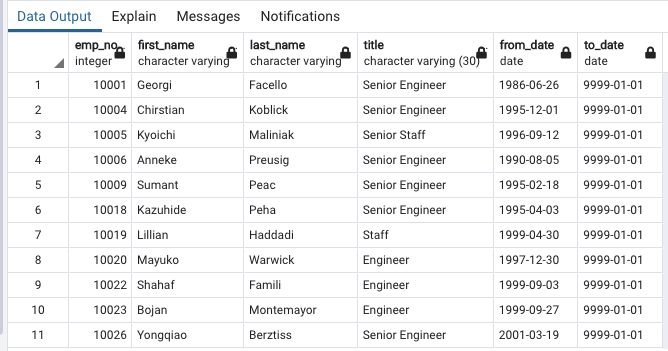 Data Output Explain Messages Notifications
emp_no first_name last_name title from_date to_date
integer character varying character varying character varying (30) date date
1 10001 Georgi Facello Senior Engineer 1986-06-26 9999-01-01
2 10004 Chirstian Koblick Senior Engineer 1995-12-01 9999-01-01
3 10005 Kyoichi Maliniak Senior Staff 1996-09-12 9999-01-01
4 10006 Anneke Preusig Senior Engineer 1990-08-05 9999-01-01
5 10009 Sumant Peac Senior Engineer 1995-02-18 9999-01-01
6 10018 Kazuhide Peha Senior Engineer 1995-04-03 9999-01-01
7 10019 Lillian Haddadi Staff 1999-04-30 9999-01-01
8 10020 Mayuko Warwick Engineer 1997-12-30 9999-01-01
9 10022 Shahaf Famili Engineer 1999-09-03 9999-01-01
10 10023 Bojan Montemayor Engineer 1999-09-27 9999-01-01
11 10026 Yongqiao Berztiss Senior Engineer 2001-03-19 9999-01-01